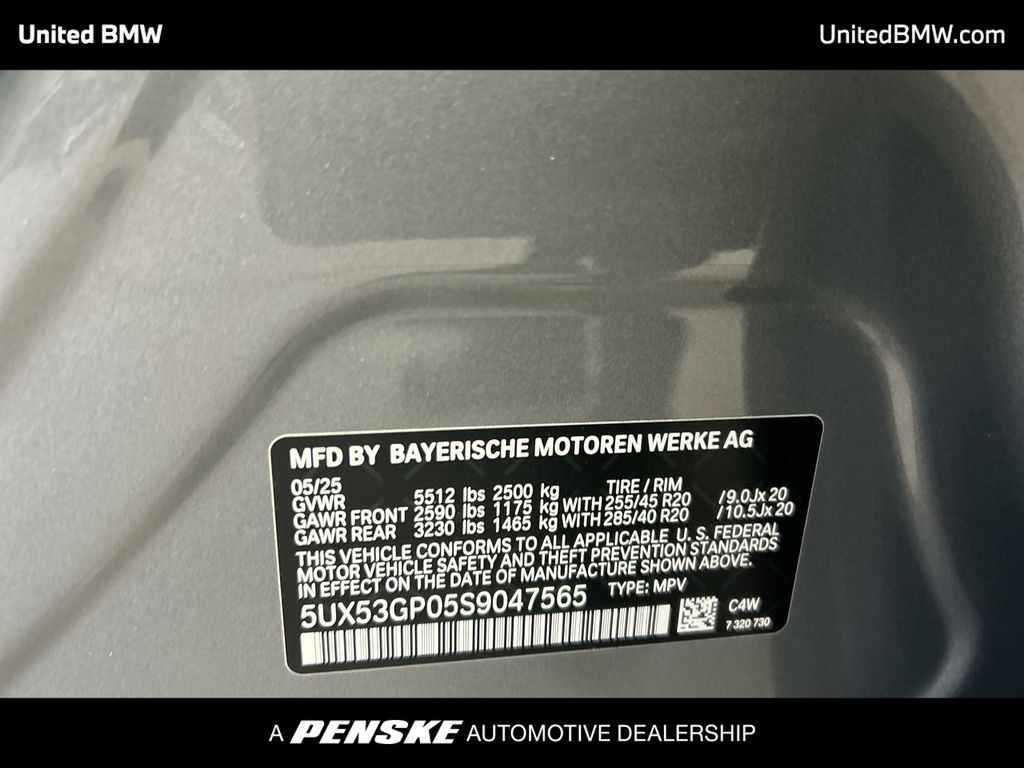 United BMW
UnitedBMW.com
MFD BY BAYERISCHE MOTOREN WERKE AG
05/25 TIRE / RIM
GVWR 5512 lbs 2500 kg
GAWR FRONT 2590 lbs 1175 kg WITH 255/45 R20 /9.0Jx 20
GAWR REAR 3230 lbs 1465 kg WITH 285/40 R20 /10.5Jx 20
THIS VEHICLE CONFORMS TO ALL APPLICABLE U. S. FEDERAL
MOTOR VEHICLE SAFETY AND THEFT PREVENTION STANDARDS
IN EFFECT ON THE DATE OF MANUFACTURE SHOWN ABOVE.
5UX53GP05S9047565 TYPE: MPV
C4W
7 320 730
A PENSKE AUTOMOTIVE DEALERSHIP